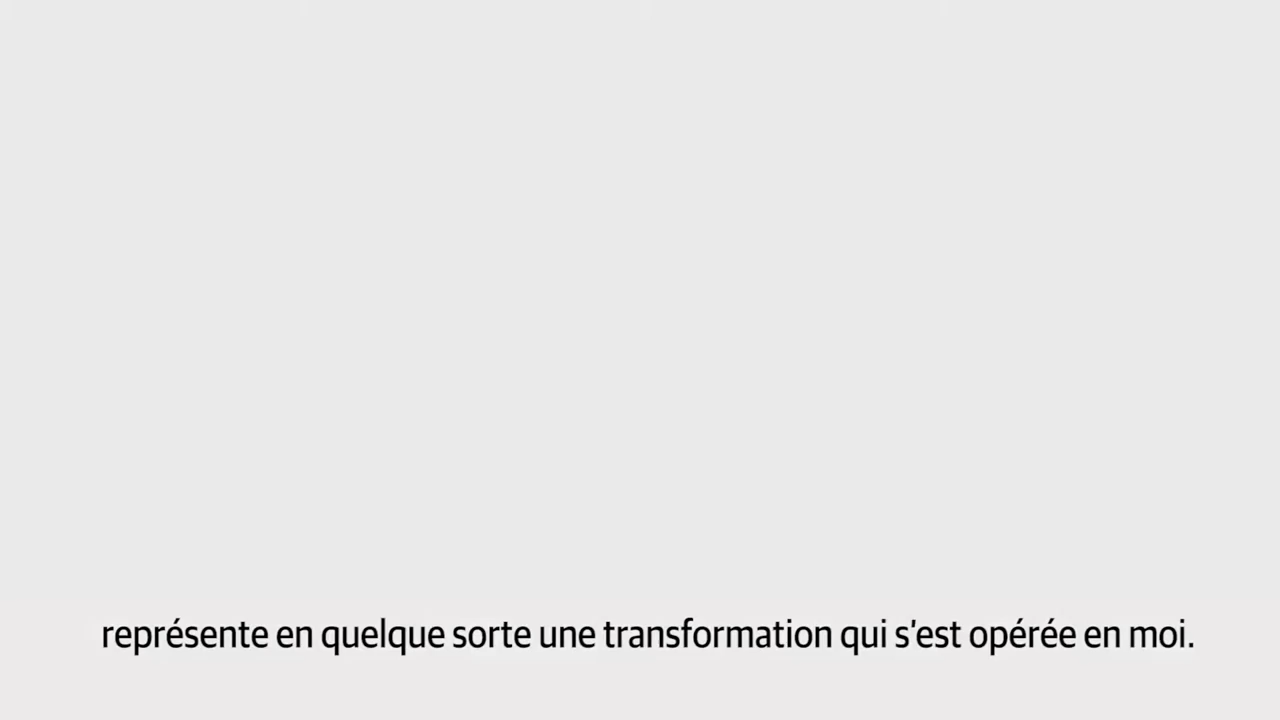 représente en quelque sorte une transformation qui s'est opérée en moi.